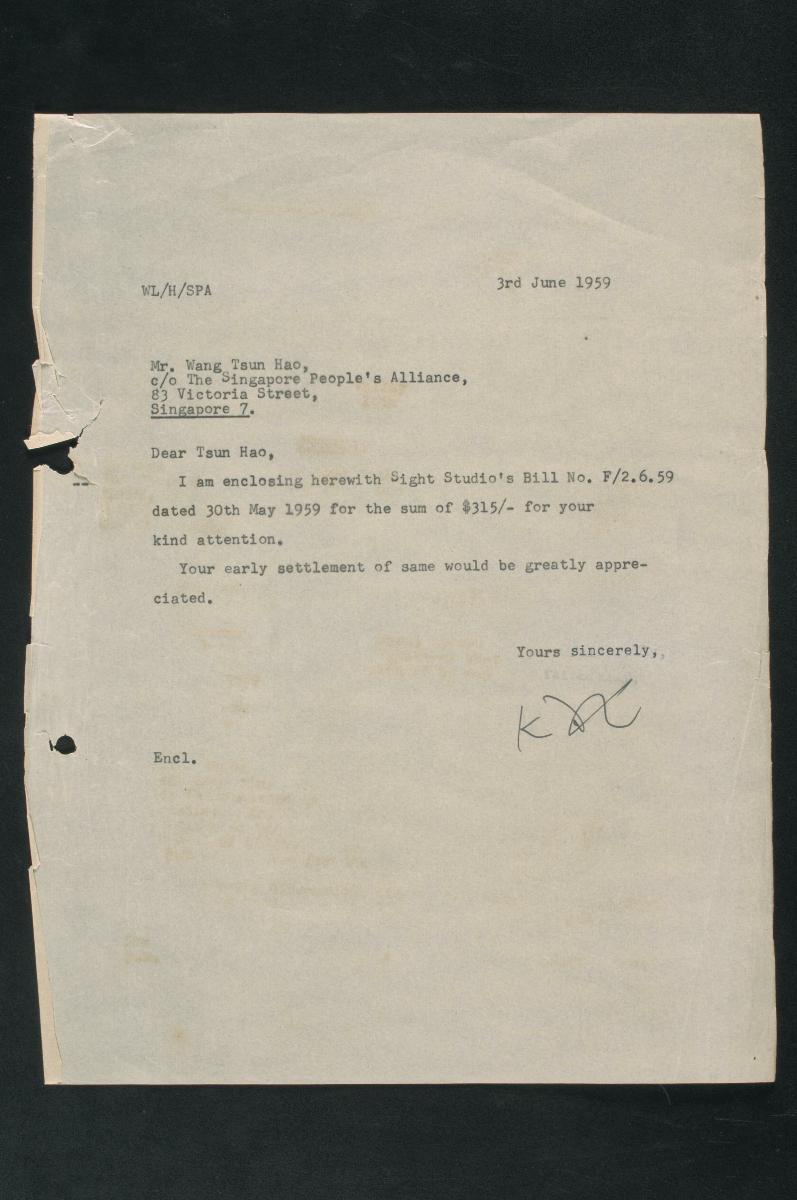 WL/H/SPA
3rd June 1959
Mr. Wang Tsun Hao,
c/o The Singapore People's Alliance,
83 Victoria Street,
Singapore 7.
Dear Tsun Hao,
I am enclosing herewith Sight Studio's Bill No. F/2.6.59
dated 30th May 1959 for the sum of $315/- for your
kind attention.
Your early settlement of same would be greatly appre-
ciated.
Yours sincerely,,
Encl.